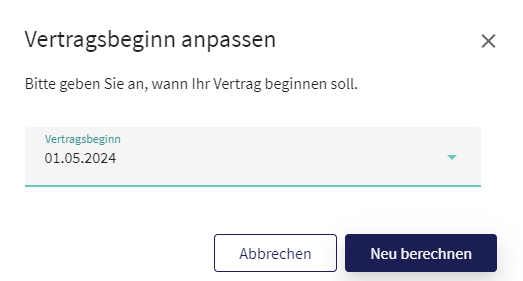 Vertragsbeginn anpassen
Bitte geben Sie an, wann Ihr Vertrag beginnen soll.
Vertragsbeginn
01.05.2024
Abbrechen
Neu berechnen